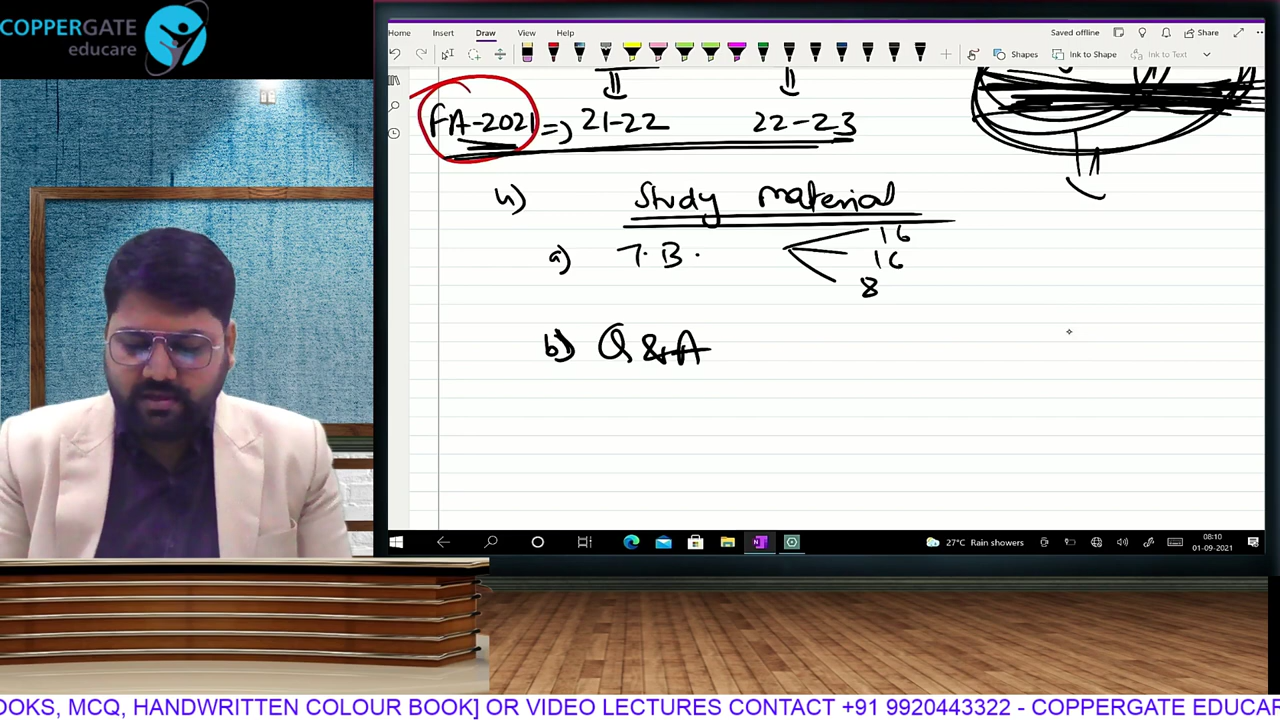 COPPERGATE
educare
Home Insert Draw View Help
Saved offline
Share
Shapes
Ink to Shape
Ink to Text
FA-2021 => 21-22 22-23
4) Study material
a) T.B. 16
16
8
b) Q & A
27°C Rain showers
08:10
01-09-2021
OOKS, MCQ, HANDWRITTEN COLOUR BOOK] OR VIDEO LECTURES CONTACT +91 9920443322 - COPPERGATE EDUCAR